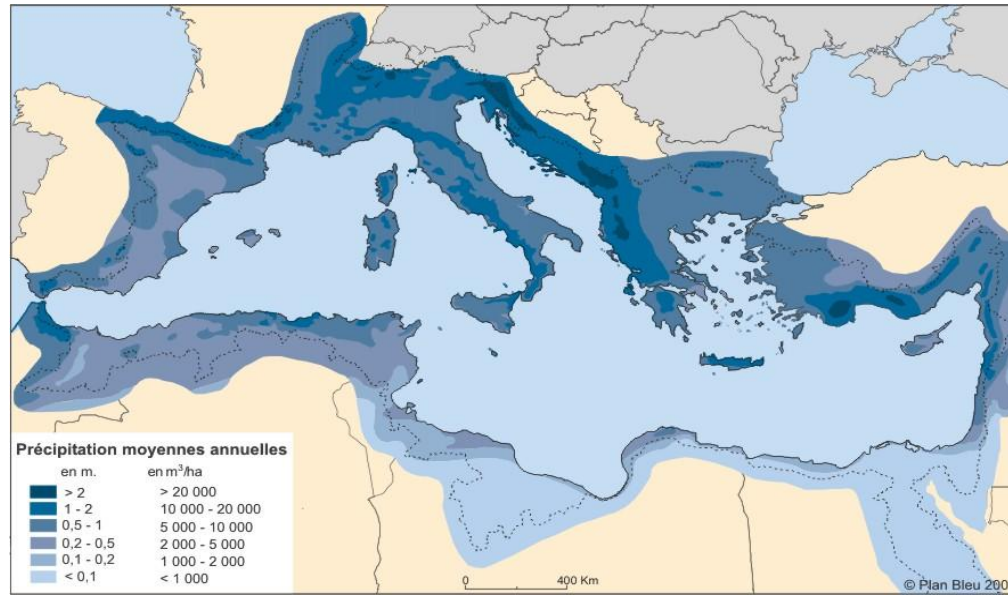 Précipitation moyennes annuelles
en m. en m³/ha
> 2 > 20 000
1 - 2 10 000 - 20 000
0,5 - 1 5 000 - 10 000
0,2 - 0,5 2 000 - 5 000
0,1 - 0,2 1 000 - 2 000
< 0,1 < 1 000
0 400 Km
© Plan Bleu 200